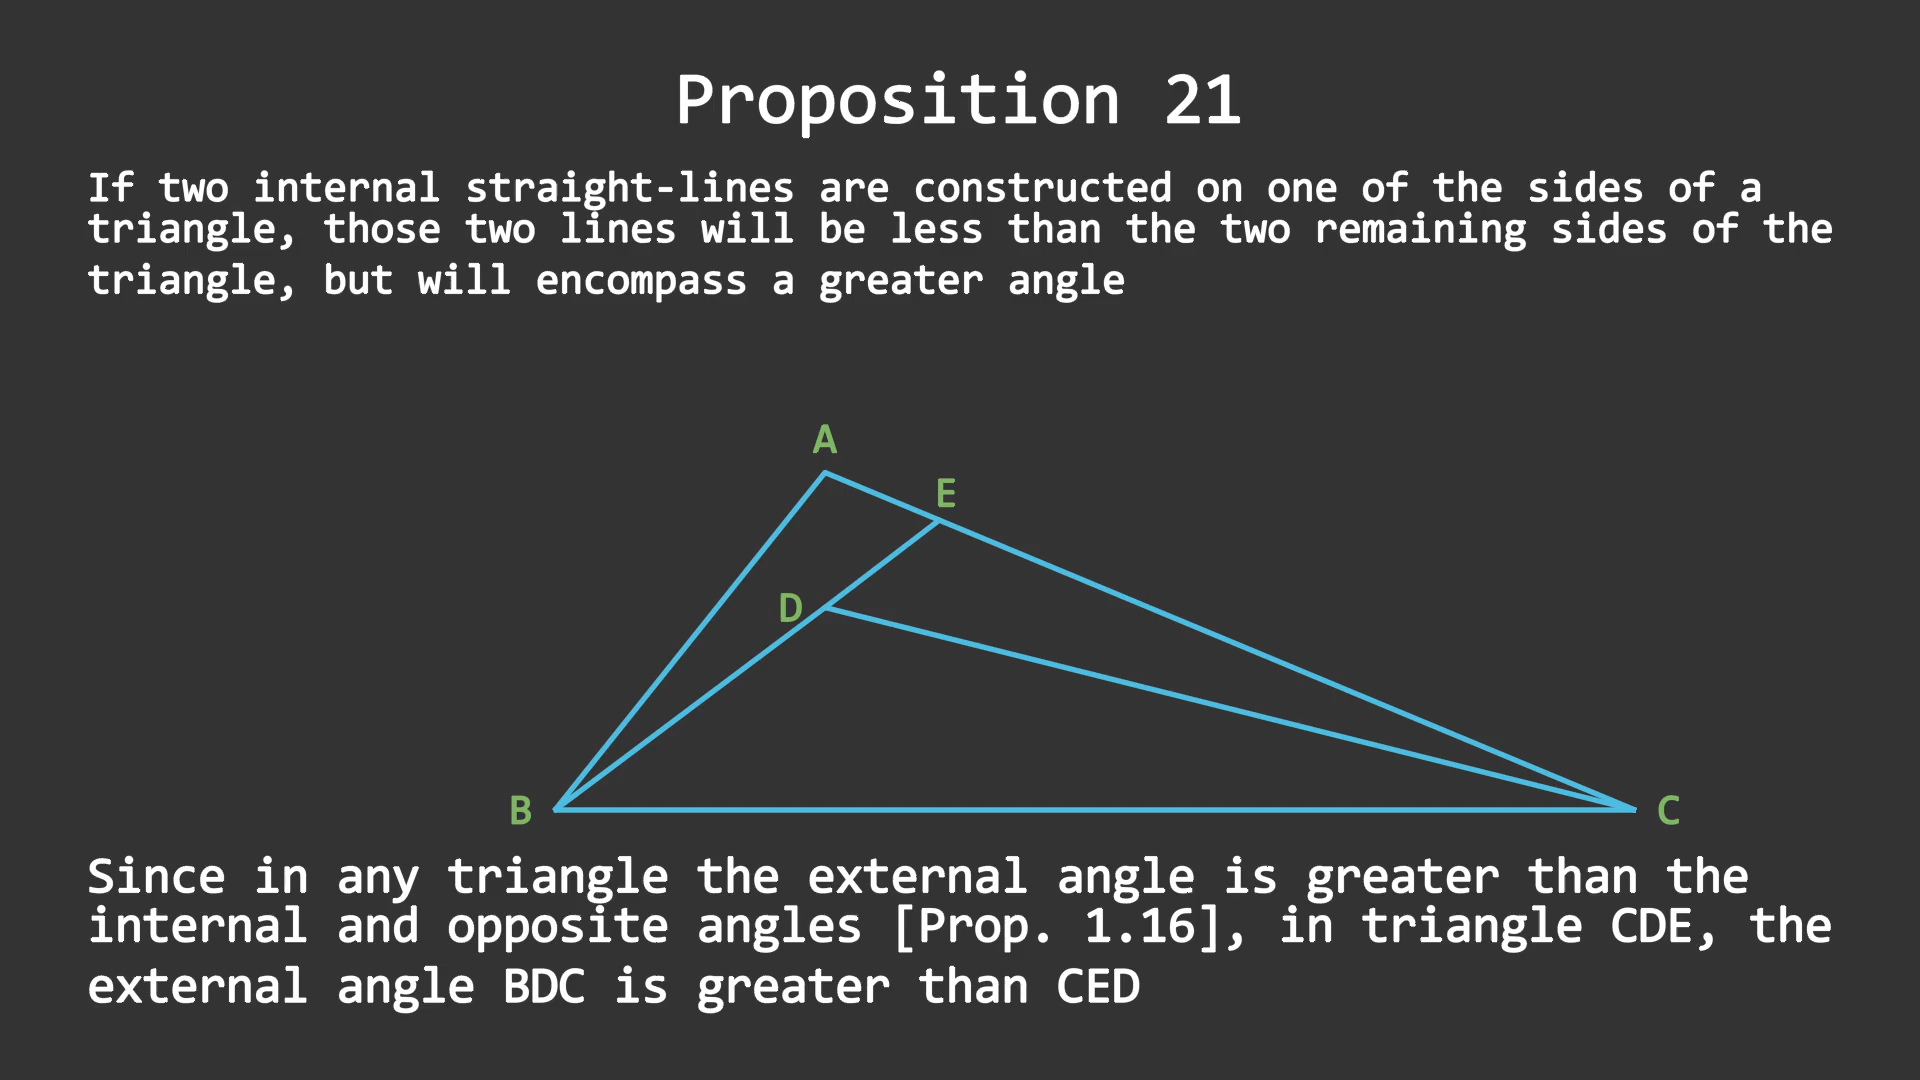 Proposition 21
If two internal straight-lines are constructed on one of the sides of a
triangle, those two lines will be less than the two remaining sides of the
triangle, but will encompass a greater angle
A
E
D
B
C
Since in any triangle the external angle is greater than the
internal and opposite angles [Prop. 1.16], in triangle CDE, the
external angle BDC is greater than CED